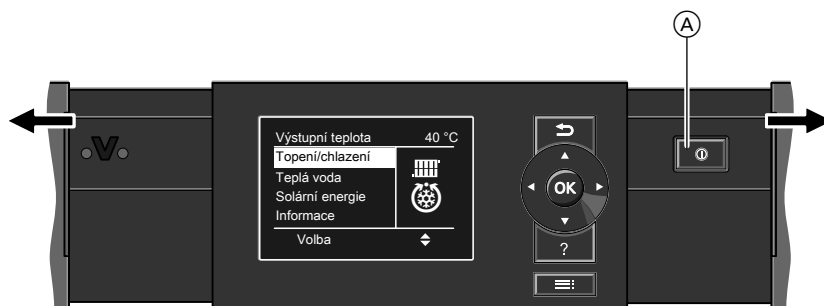 A
Výstupní teplota 40 °C
Topení/chlazení
Teplá voda
Solární energie
Informace
Volba
OK
?